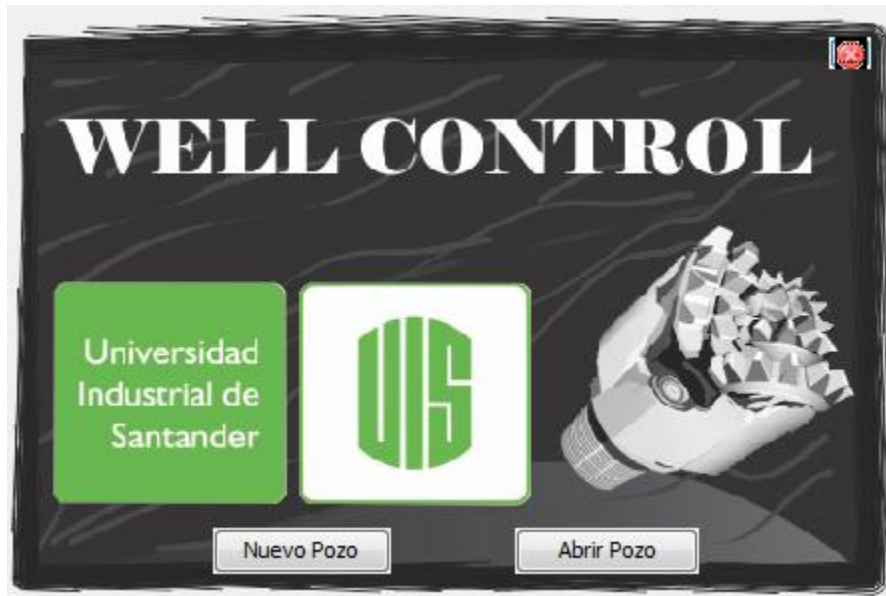 WELL CONTROL
Universidad
Industrial de
Santander
UIS
Nuevo Pozo
Abrir Pozo